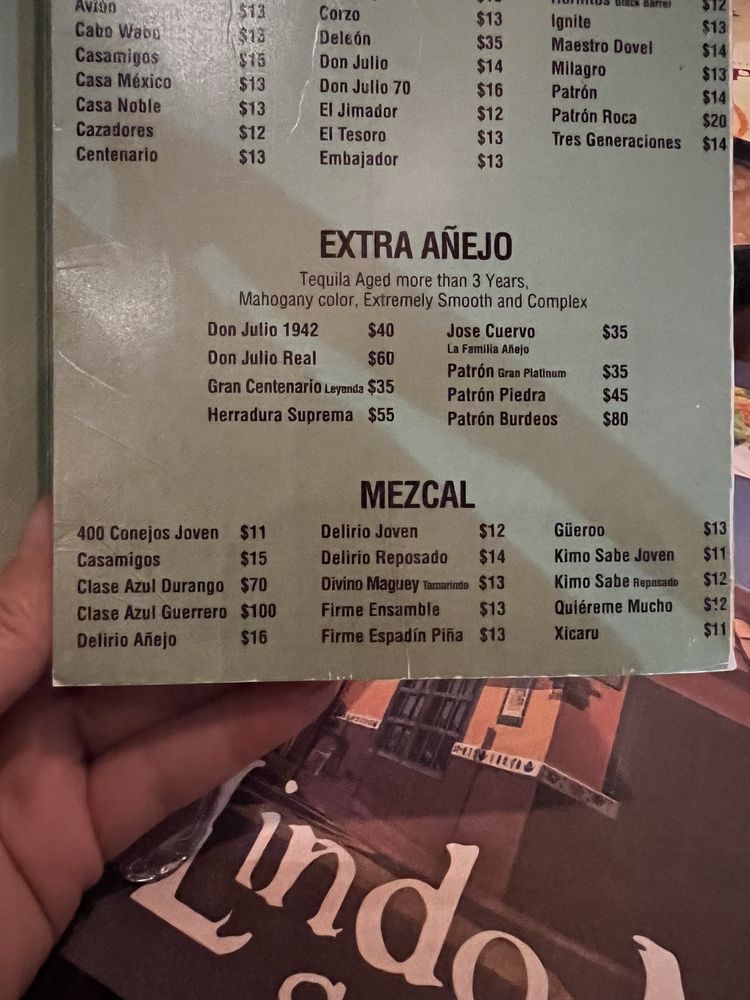 Avión $13
Cabo Wabo $13
Casamigos $15
Casa México $13
Casa Noble $13
Cazadores $12
Centenario $13
Corzo $13
Deleón $35
Don Julio $14
Don Julio 70 $16
El Jimador $12
El Tesoro $13
Embajador $13
Black Barrel $12
Ignite $13
Maestro Dovel $14
Milagro $13
Patrón $14
Patrón Roca $20
Tres Generaciones $14
EXTRA AÑEJO
Tequila Aged more than 3 Years,
Mahogany color, Extremely Smooth and Complex
Don Julio 1942 $40
Don Julio Real $60
Gran Centenario Leyenda $35
Herradura Suprema $55
Jose Cuervo $35
La Familia Añejo
Patrón Gran Platinum $35
Patrón Piedra $45
Patrón Burdeos $80
MEZCAL
400 Conejos Joven $11
Casamigos $15
Clase Azul Durango $70
Clase Azul Guerrero $100
Delirio Añejo $16
Delirio Joven $12
Delirio Reposado $14
Divino Maguey Tamarindo $13
Firme Ensamble $13
Firme Espadín Piña $13
Güeroo $13
Kimo Sabe Joven $11
Kimo Sabe Reposado $12
Quiéreme Mucho $12
Xicaru $11
Lindo